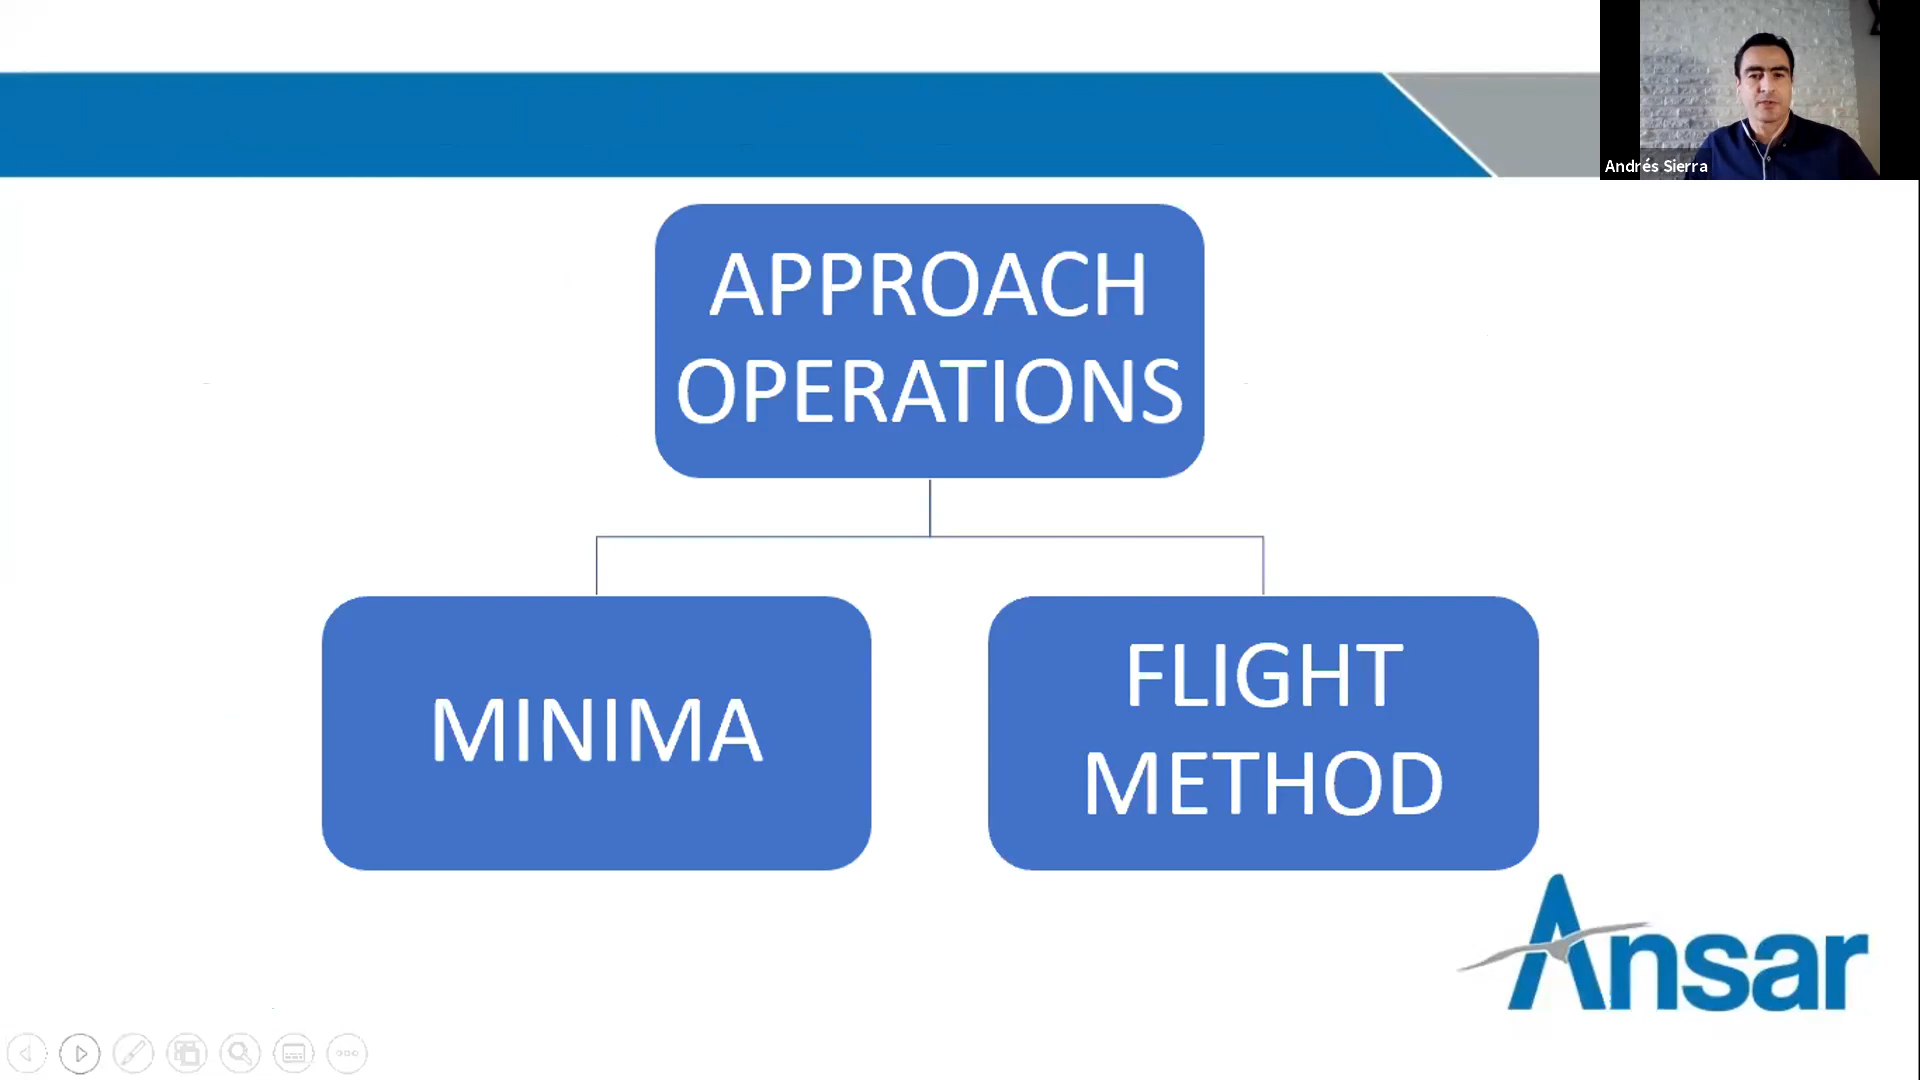 Andrés Sierra
APPROACH
OPERATIONS
MINIMA
FLIGHT
METHOD
Ansar